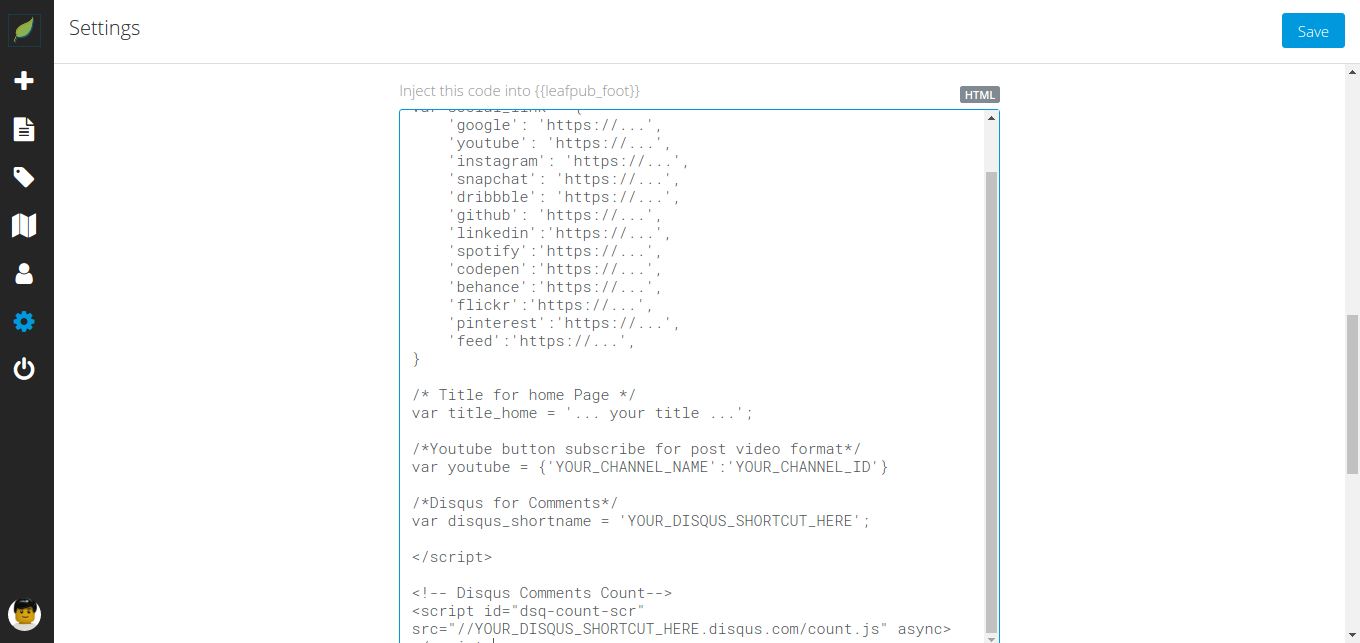 Settings
Save
Inject this code into {{leafpub_foot}}
HTML
var social_link = {
'google': 'https://...',
'youtube': 'https://...',
'instagram': 'https://...',
'snapchat': 'https://...',
'dribbble': 'https://...',
'github': 'https://...',
'linkedin':'https://...',
'spotify':'https://...',
'codepen':'https://...',
'behance':'https://...',
'flickr':'https://...',
'pinterest':'https://...',
'feed':'https://...',
}
/* Title for home Page */
var title_home = '... your title ...';
/*Youtube button subscribe for post video format*/
var youtube = {'YOUR_CHANNEL_NAME':'YOUR_CHANNEL_ID'}
/*Disqus for Comments*/
var disqus_shortname = 'YOUR_DISQUS_SHORTCUT_HERE';
</script>
<!-- Disqus Comments Count-->
<script id="dsq-count-scr"
src="//YOUR_DISQUS_SHORTCUT_HERE.disqus.com/count.js" async>